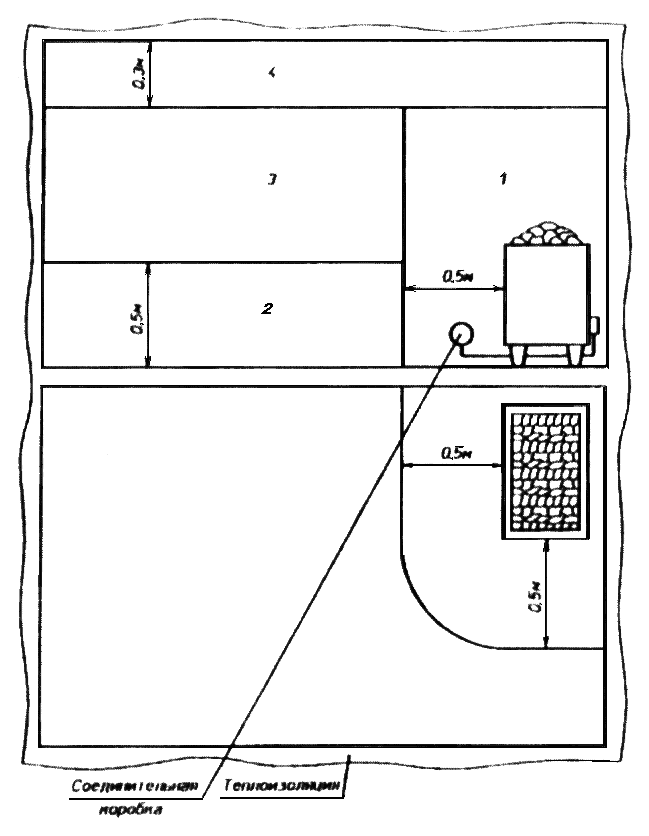 0,3м
4
3
1
0,5м
0,5м
2
0,5м
0,5м
Соединительная
коробка
Теплоизоляция